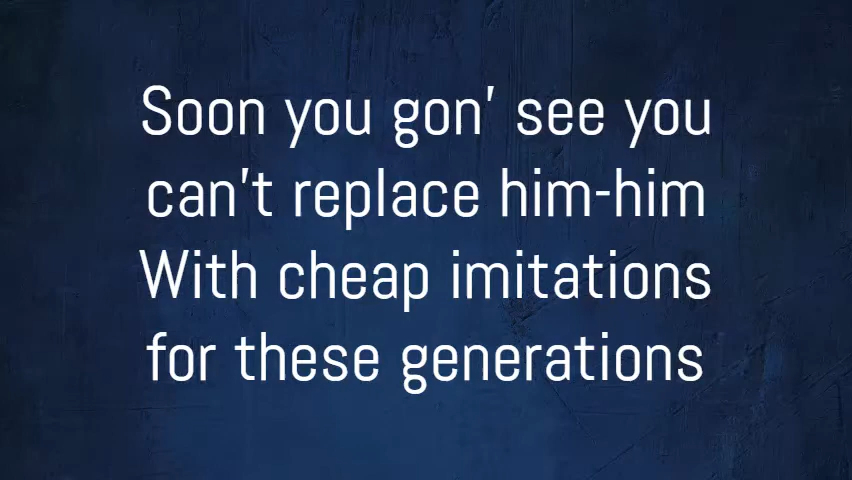 Soon you gon' see you
can't replace him-him
With cheap imitations
for these generations